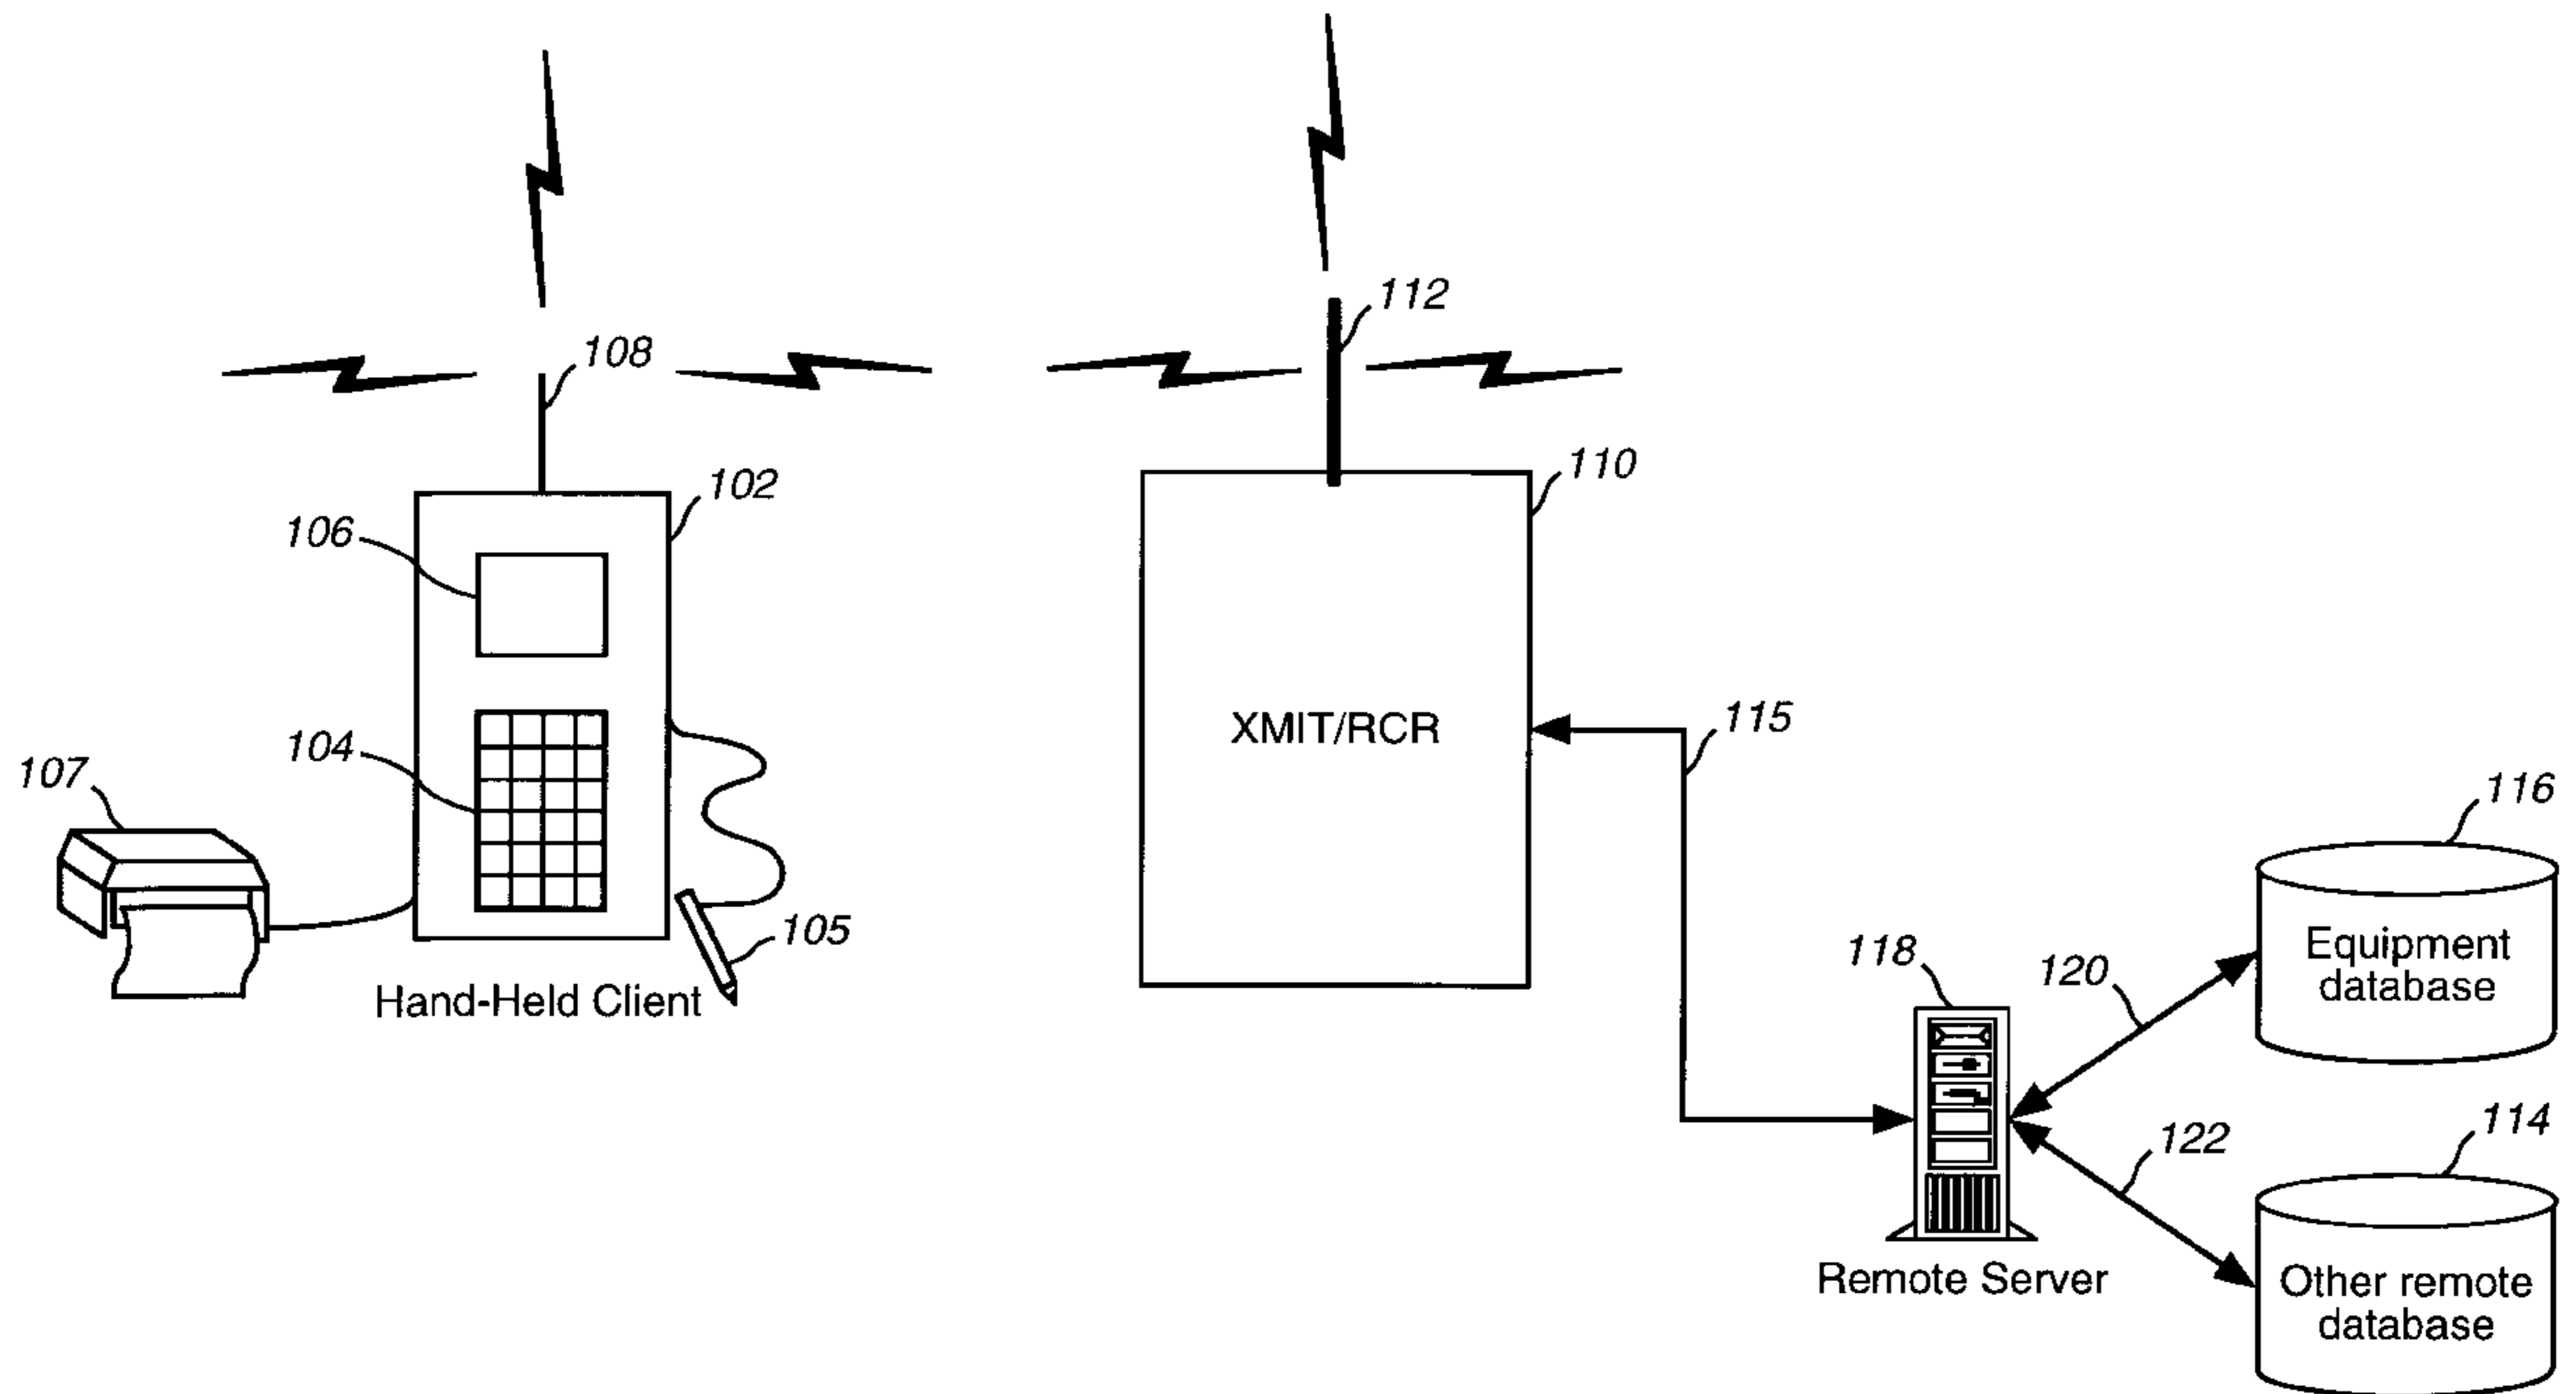 112
108
110
102
106
XMIT/RCR
115
104
107
116
105
Equipment
database
118
120
Hand-Held Client
114
122
Remote Server
Other remote
database